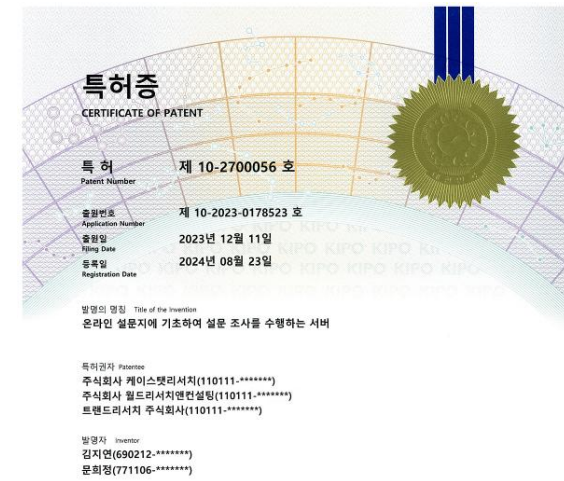 특허증
CERTIFICATE OF PATENT
특 허 제 10-2700056 호
Patent Number
출원번호 제 10-2023-0178523 호
Application Number
출원일 2023년 12월 11일
Filing Date
등록일 2024년 08월 23일
Registration Date
KIPO KIPO KIPO KIPO
발명의 명칭 Title of the Invention
온라인 설문지에 기초하여 설문 조사를 수행하는 서버
특허권자 Patentee
주식회사 케이스탯리서치(110111-*******)
주식회사 월드리서치앤컨설팅(110111-*******)
트랜드리서치 주식회사(110111-*******)
발명자 Inventor
김지연(690212-*******)
문희정(771106-*******)